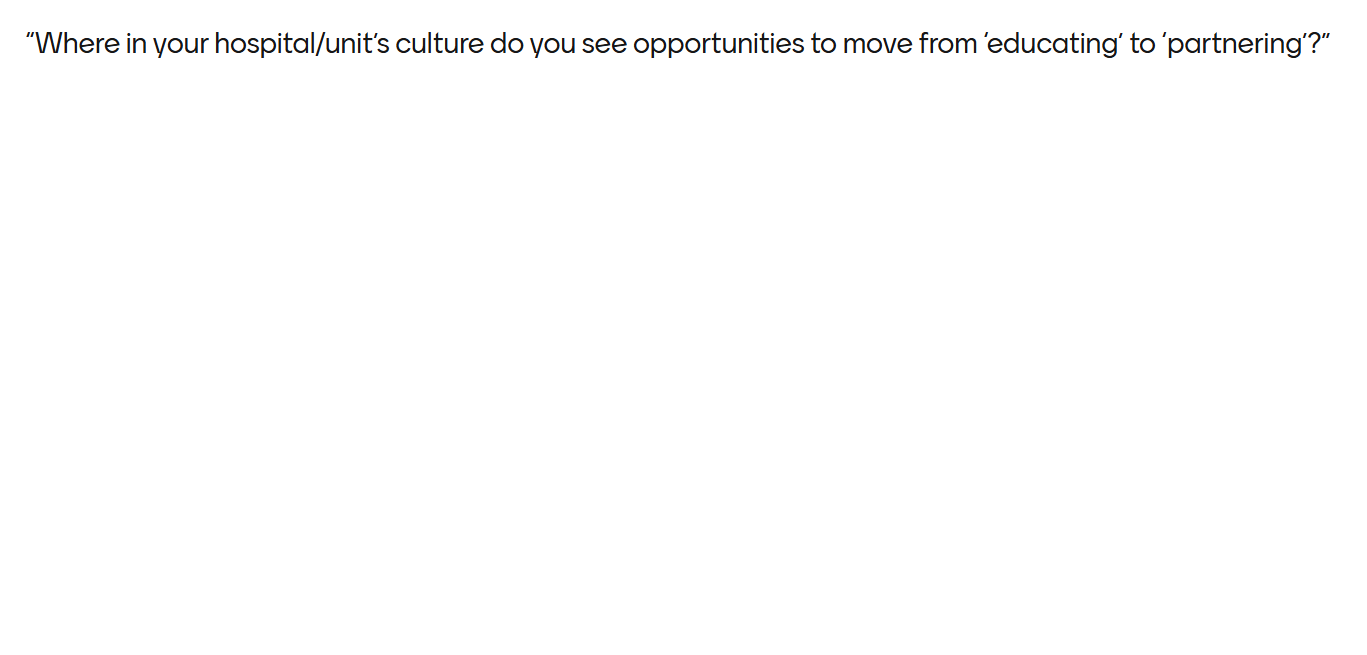 “Where in your hospital/unit’s culture do you see opportunities to move from ‘educating’ to ‘partnering’?”